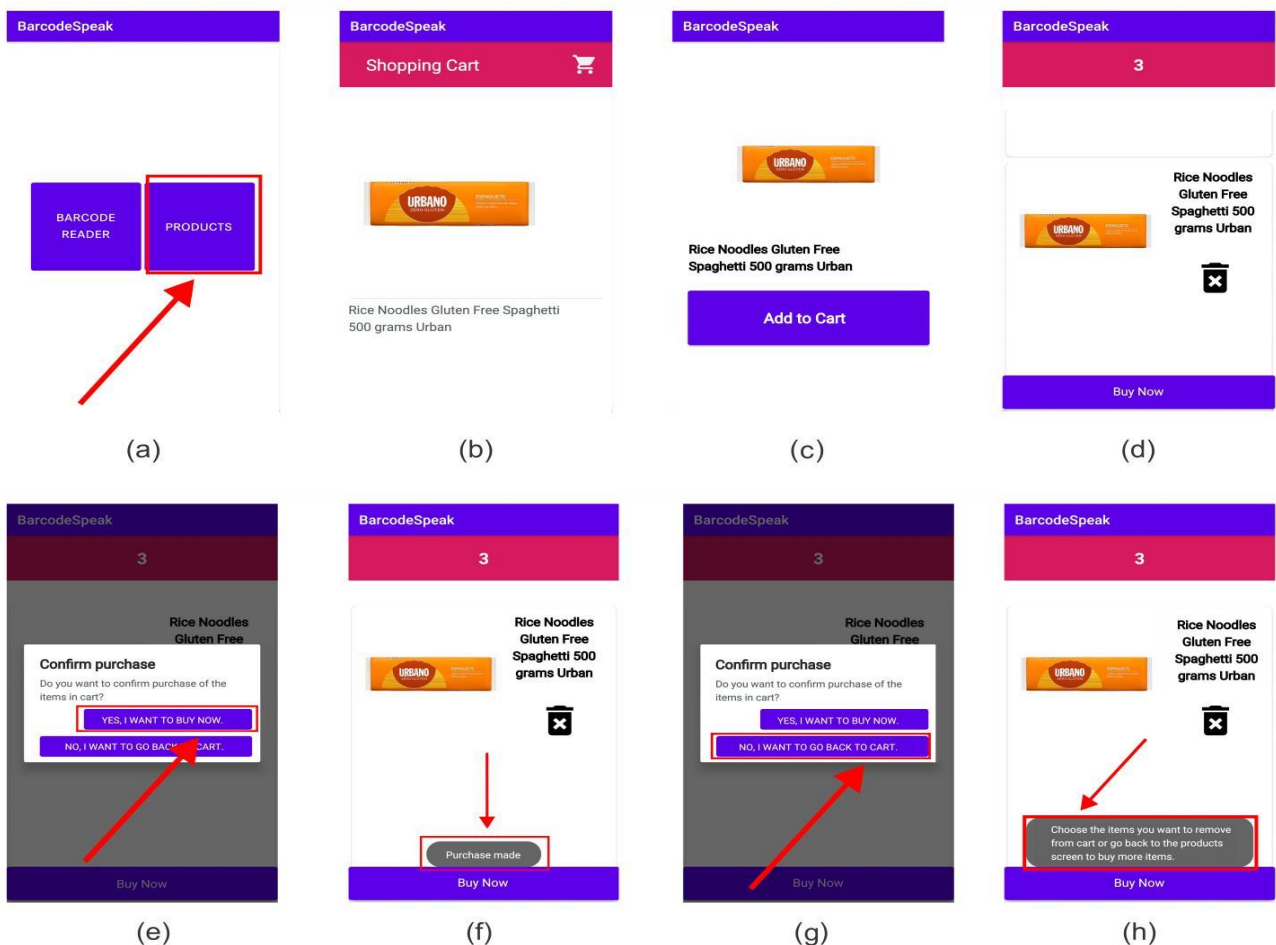 BarcodeSpeak
BARCODE
READER
PRODUCTS
(a)
BarcodeSpeak
Shopping Cart
URBANO
ZERO GLÚTEN
ESPAGUETE
Rice Noodles Gluten Free Spaghetti
500 grams Urban
(b)
BarcodeSpeak
URBANO
ESPAGUETE
Rice Noodles Gluten Free
Spaghetti 500 grams Urban
Add to Cart
(c)
BarcodeSpeak
3
Rice Noodles
Gluten Free
Spaghetti 500
grams Urban
URBANO
Buy Now
(d)
BarcodeSpeak
3
Rice Noodles
Gluten Free
Confirm purchase
Do you want to confirm purchase of the
items in cart?
YES, I WANT TO BUY NOW.
NO, I WANT TO GO BACK TO CART.
Buy Now
(e)
BarcodeSpeak
3
Rice Noodles
Gluten Free
Spaghetti 500
grams Urban
URBANO
Purchase made
Buy Now
(f)
BarcodeSpeak
3
Rice Noodles
Gluten Free
Confirm purchase
Do you want to confirm purchase of the
items in cart?
YES, I WANT TO BUY NOW.
NO, I WANT TO GO BACK TO CART.
Buy Now
(g)
BarcodeSpeak
3
Rice Noodles
Gluten Free
Spaghetti 500
grams Urban
URBANO
Choose the items you want to remove
from cart or go back to the products
screen to buy more items.
Buy Now
(h)